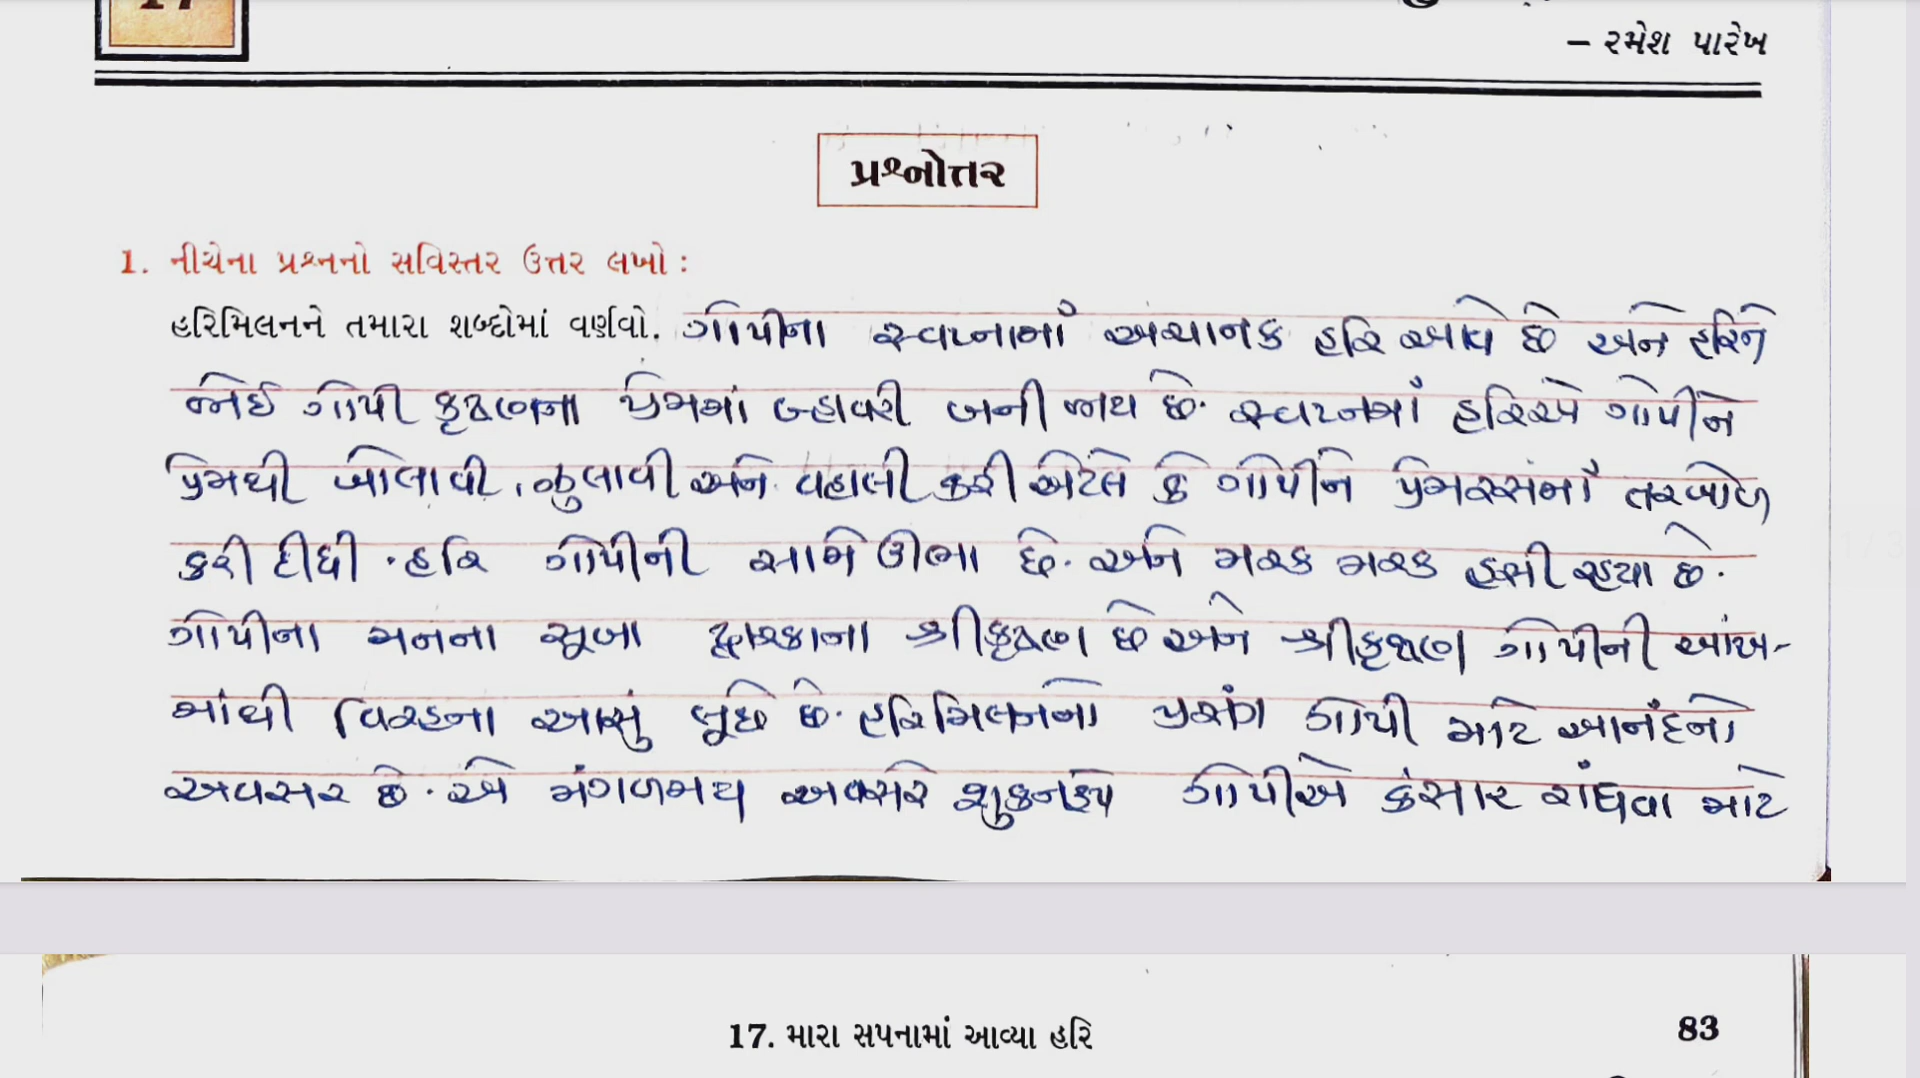 17
– રમેશ પારેખ
પ્રશ્નોત્તર
1. નીચેના પ્રશ્નનો સવિસ્તર ઉત્તર લખો :
હરિમિલનને તમારા શબ્દોમાં વર્ણવો. ગોપીના સ્વપ્નામાં અચાનક હરિ આવે છે અને હરિને
જોઈ ગોપી કૃષ્ણના પ્રેમમાં બ્હાવરી બની જાય છે. સ્વપ્નમાં હરિએ ગોપીને
પ્રેમથી બોલાવી, ઝુલાવી અને વહાલી કરી એટલે કે ગોપીને પ્રેમરસમાં તરબોળ
કરી દીધી. હરિ ગોપીની સામે ઊભા છે. અને મરક મરક હસી રહ્યા છે.
ગોપીના મનના સૂબા દ્વારકાના શ્રીકૃષ્ણ છે અને શ્રીકૃષ્ણ ગોપીની આંખ-
માંથી વિરહના આસું લૂછે છે. હરિમિલનનો પ્રસંગ ગોપી માટે આનંદનો
અવસર છે. એ મંગળમય અવસરે શુકનરૂપે ગોપીએ કંસાર રાંધવા માટે
17. મારા સપનામાં આવ્યા હરિ
83